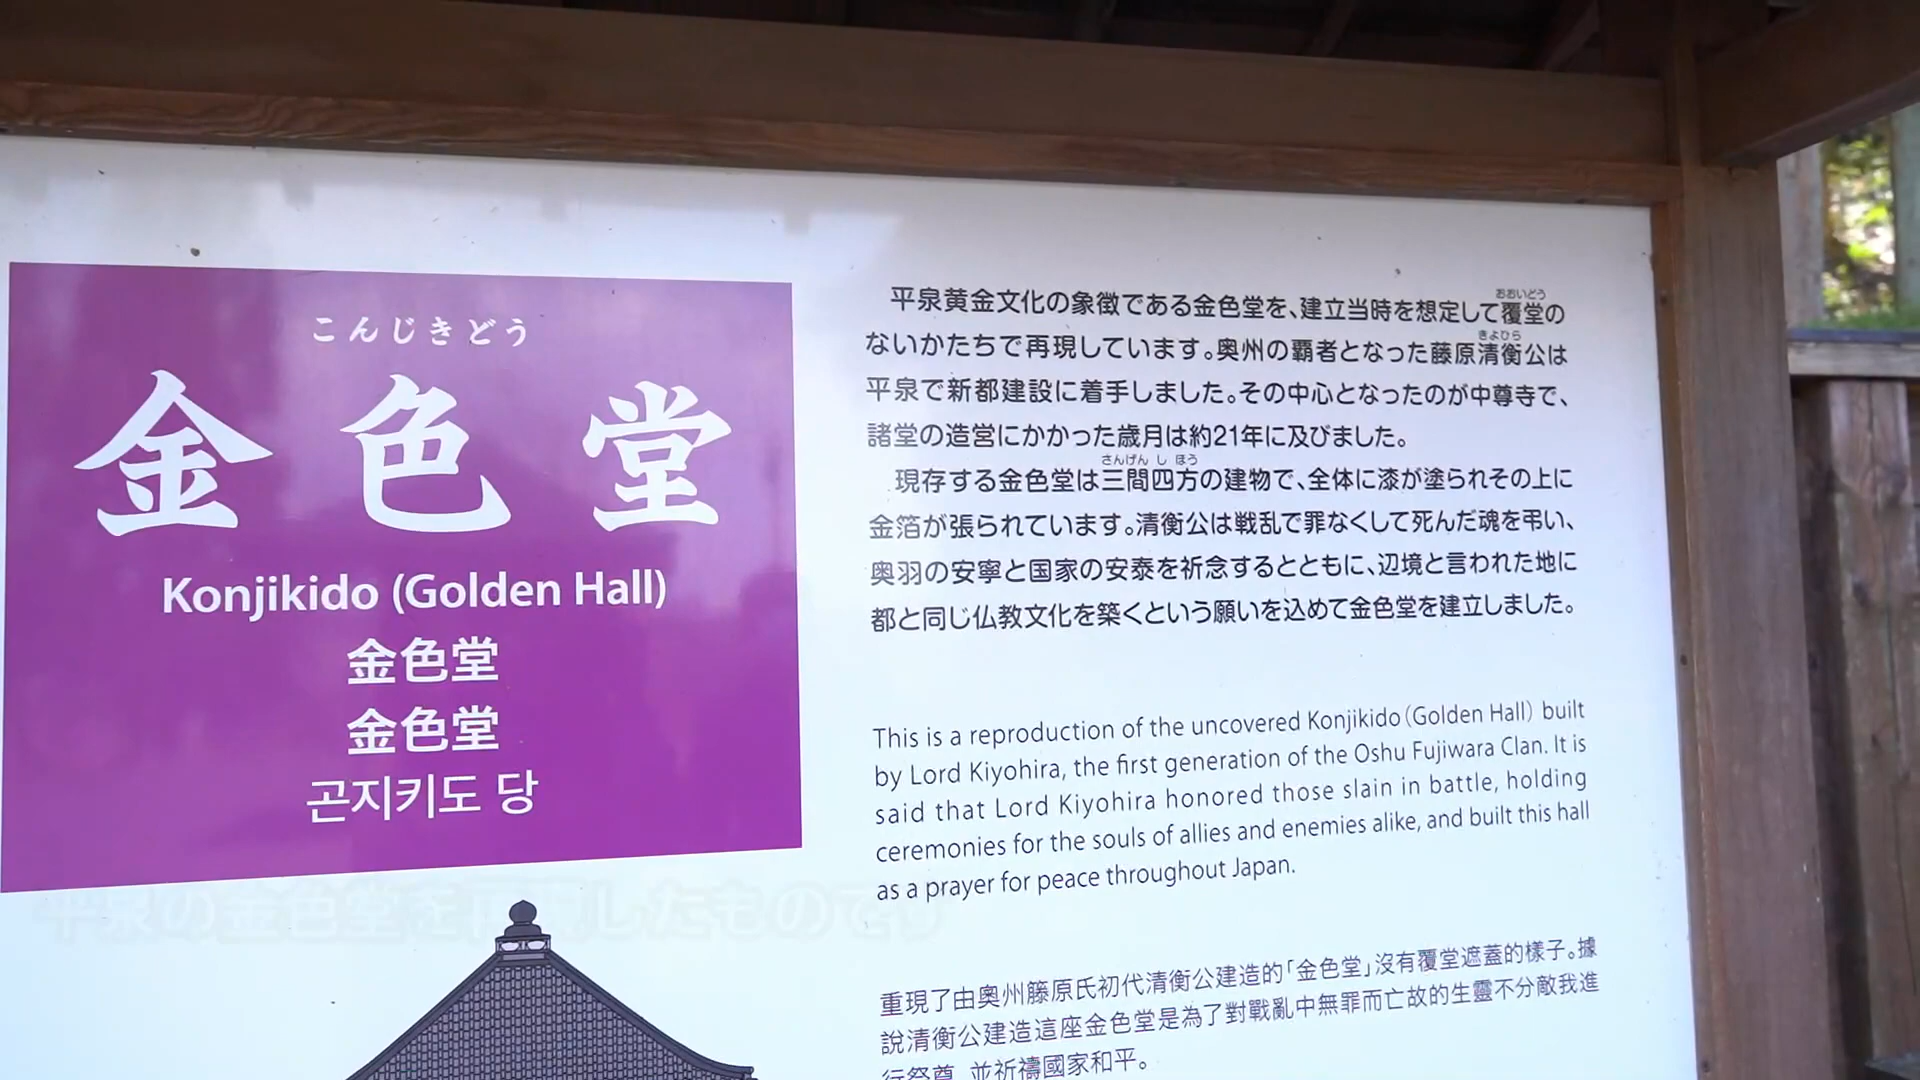 こんじきどう
金色堂
Konjikido (Golden Hall)
金色堂
金色堂
곤지키도 당
おおいどう
平泉黄金文化の象徴である金色堂を、建立当時を想定して覆堂の
きよひら
ないかたちで再現しています。奥州の覇者となった藤原清衡公は
平泉で新都建設に着手しました。その中心となったのが中尊寺で、
諸堂の造営にかかった歳月は約21年に及びました。
さんげん し ほう
現存する金色堂は三間四方の建物で、全体に漆が塗られその上に
金箔が張られています。清衡公は戦乱で罪なくして死んだ魂を弔い、
奥羽の安寧と国家の安泰を祈念するとともに、辺境と言われた地に
都と同じ仏教文化を築くという願いを込めて金色堂を建立しました。
This is a reproduction of the uncovered Konjikido (Golden Hall) built
by Lord Kiyohira, the first generation of the Oshu Fujiwara Clan. It is
said that Lord Kiyohira honored those slain in battle, holding
ceremonies for the souls of allies and enemies alike, and built this hall
as a prayer for peace throughout Japan.
重現了由奧州籐原氏初代清衡公建造的「金色堂」沒有覆堂遮蓋的樣子。據
說清衡公建造這座金色堂是為了對戰亂中無罪而亡故的生靈不分敵我進
行祭尊，並祈禱國家和平。
平泉の金色堂を再現したものです